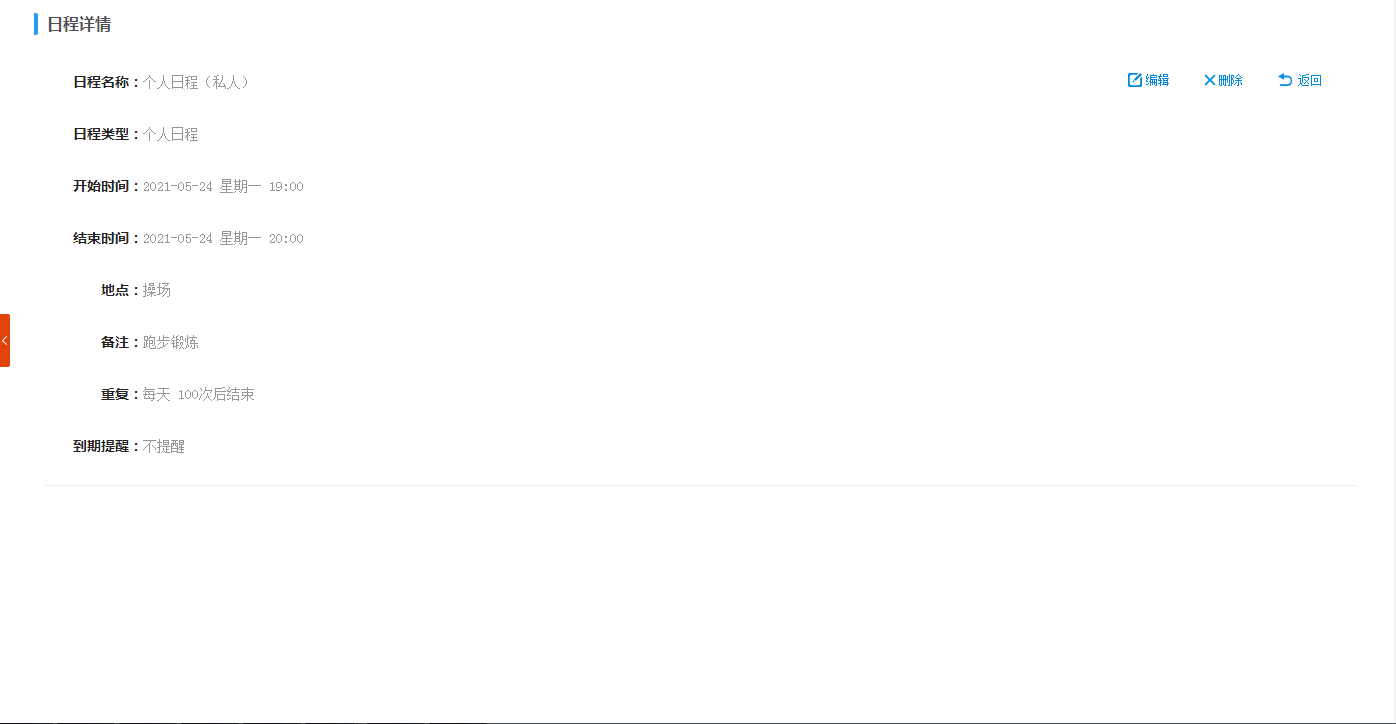 日程详情
日程名称：个人日程（私人） 编辑 删除 返回
日程类型：个人日程
开始时间：2021-05-24 星期一 19:00
结束时间：2021-05-24 星期一 20:00
地点：操场
备注：跑步锻炼
重复：每天 100次后结束
到期提醒：不提醒